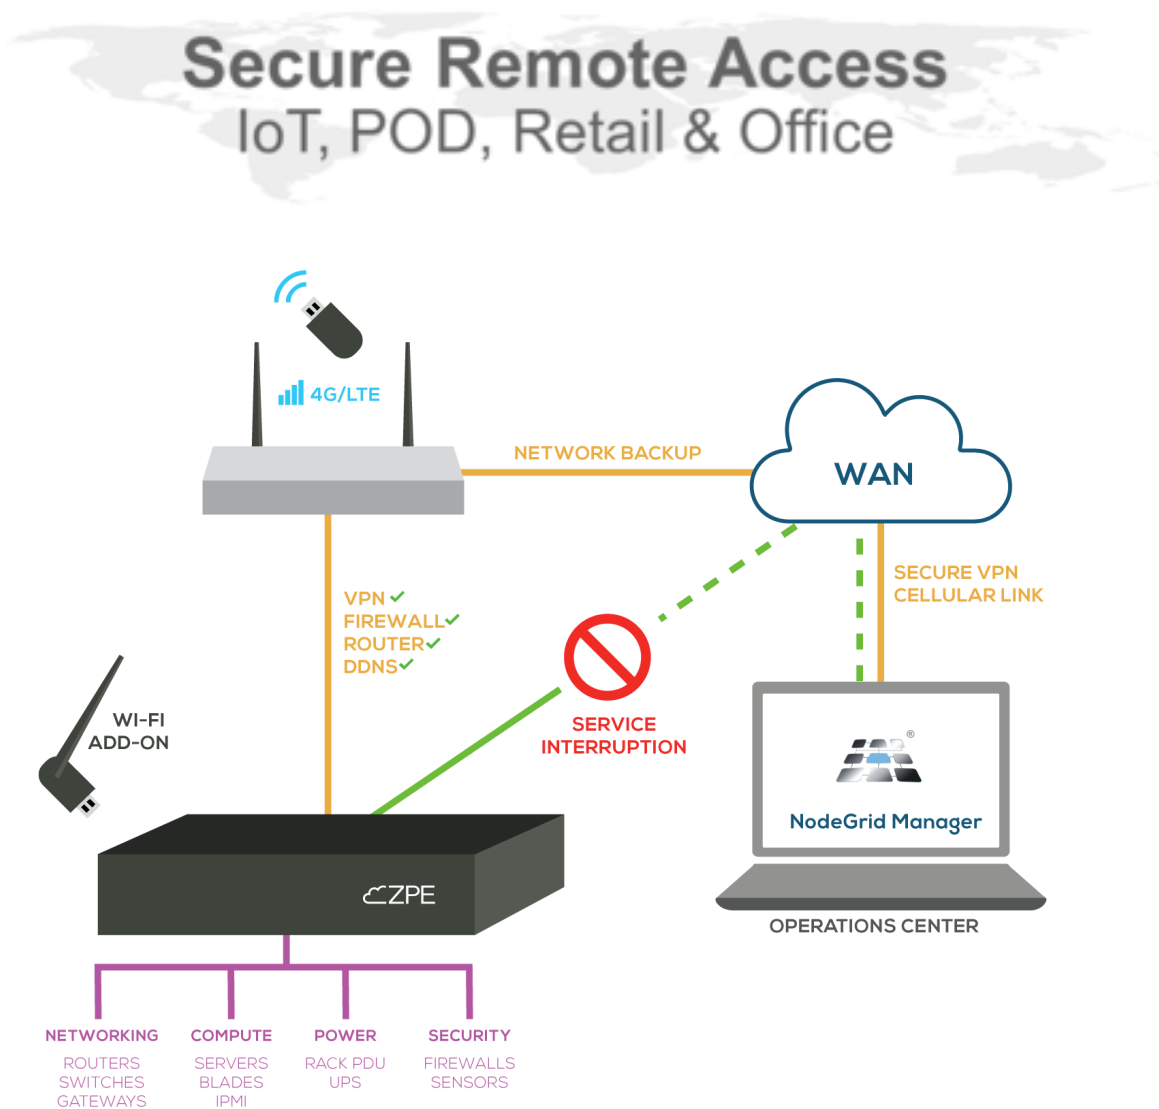 Secure Remote Access
IoT, POD, Retail & Office
4G/LTE
NETWORK BACKUP
WAN
SECURE VPN
CELLULAR LINK
VPN
FIREWALL
ROUTER
DDNS
SERVICE
INTERRUPTION
WI-FI
ADD-ON
®
NodeGrid Manager
ZPE
OPERATIONS CENTER
NETWORKING
ROUTERS
SWITCHES
GATEWAYS
COMPUTE
SERVERS
BLADES
IPMI
POWER
RACK PDU
UPS
SECURITY
FIREWALLS
SENSORS